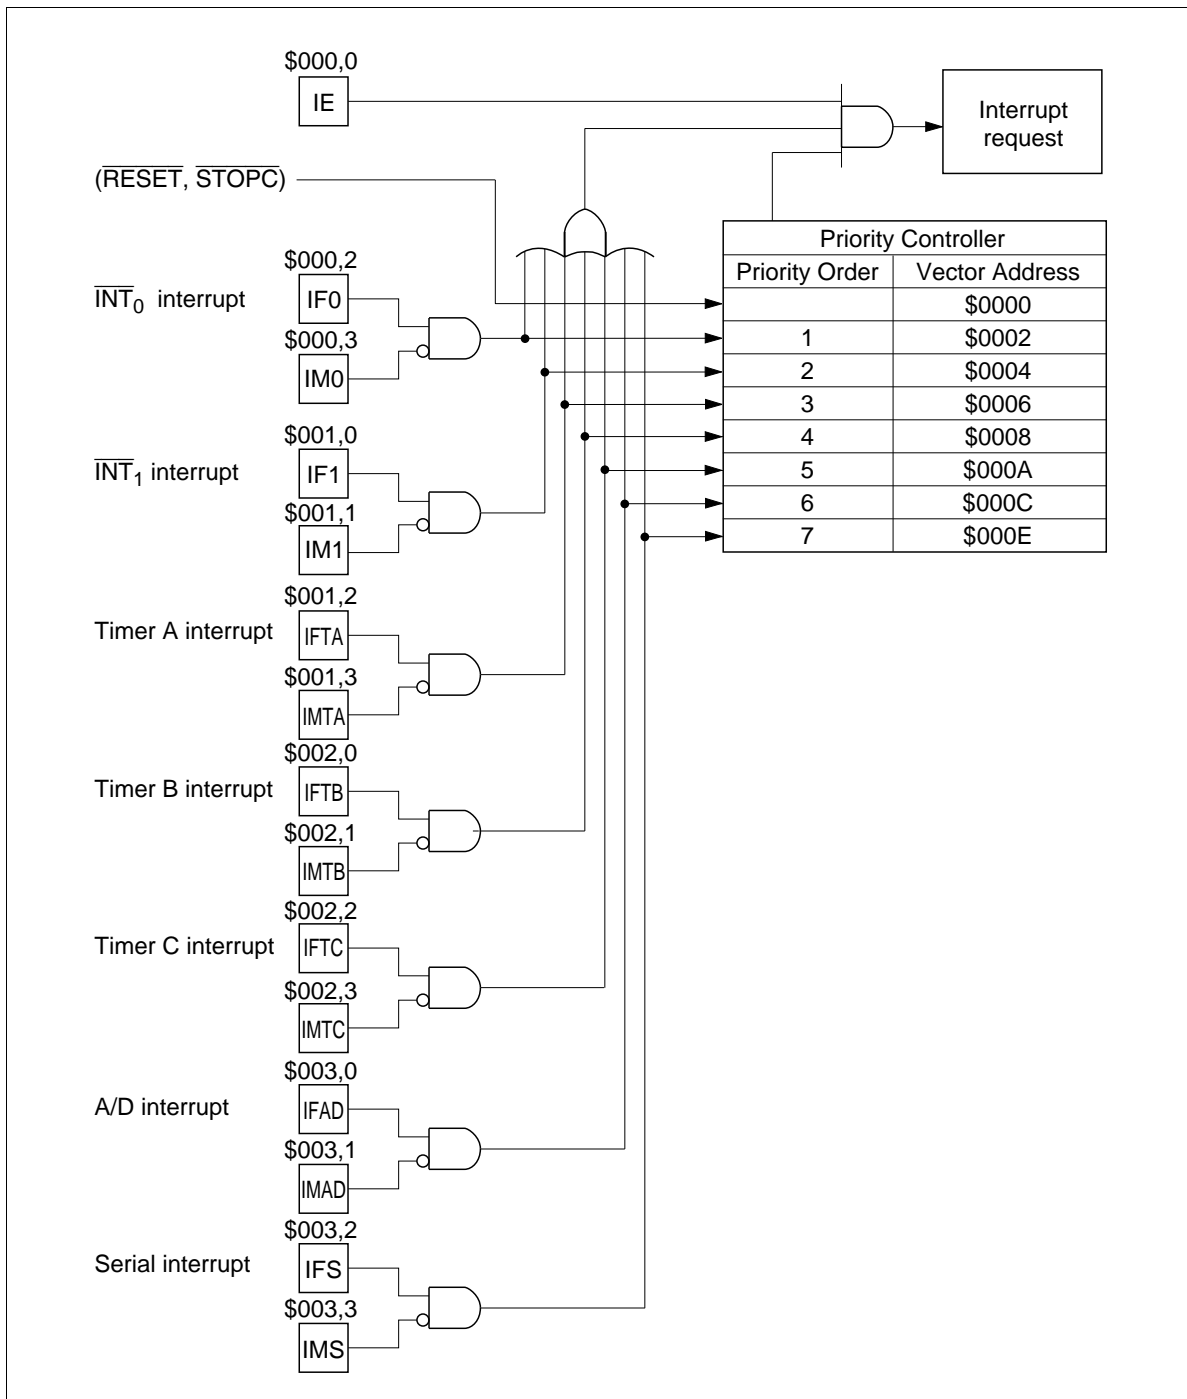 $000,0
IE
Interrupt
request
(RESET, STOPC)
Priority Controller
Priority Order Vector Address
$0000
1 $0002
2 $0004
3 $0006
4 $0008
5 $000A
6 $000C
7 $000E
$000,2
INT0 interrupt
IF0
$000,3
IM0
$001,0
INT1 interrupt
IF1
$001,1
IM1
$001,2
Timer A interrupt
IFTA
$001,3
IMTA
$002,0
Timer B interrupt
IFTB
$002,1
IMTB
$002,2
Timer C interrupt
IFTC
$002,3
IMTC
$003,0
A/D interrupt
IFAD
$003,1
IMAD
$003,2
Serial interrupt
IFS
$003,3
IMS